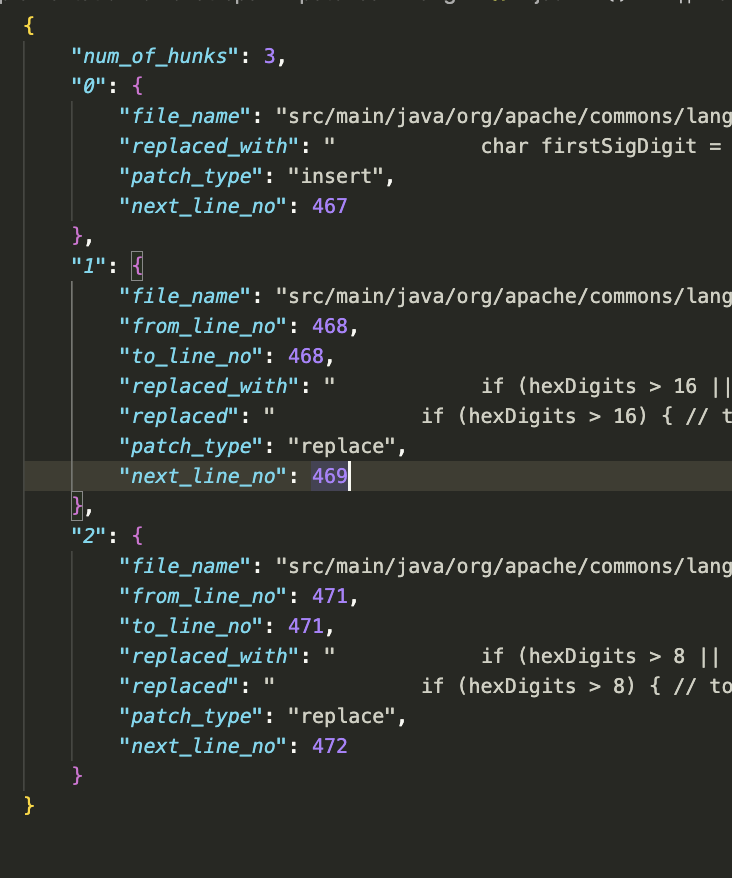 {
    "num_of_hunks": 3,
    "0": {
        "file_name": "src/main/java/org/apache/commons/lang
        "replaced_with": "            char firstSigDigit =
        "patch_type": "insert",
        "next_line_no": 467
    },
    "1": {
        "file_name": "src/main/java/org/apache/commons/lang
        "from_line_no": 468,
        "to_line_no": 468,
        "replaced_with": "            if (hexDigits > 16 ||
        "replaced": "            if (hexDigits > 16) { // t
        "patch_type": "replace",
        "next_line_no": 469
    },
    "2": {
        "file_name": "src/main/java/org/apache/commons/lang
        "from_line_no": 471,
        "to_line_no": 471,
        "replaced_with": "            if (hexDigits > 8 ||
        "replaced": "            if (hexDigits > 8) { // to
        "patch_type": "replace",
        "next_line_no": 472
    }
}